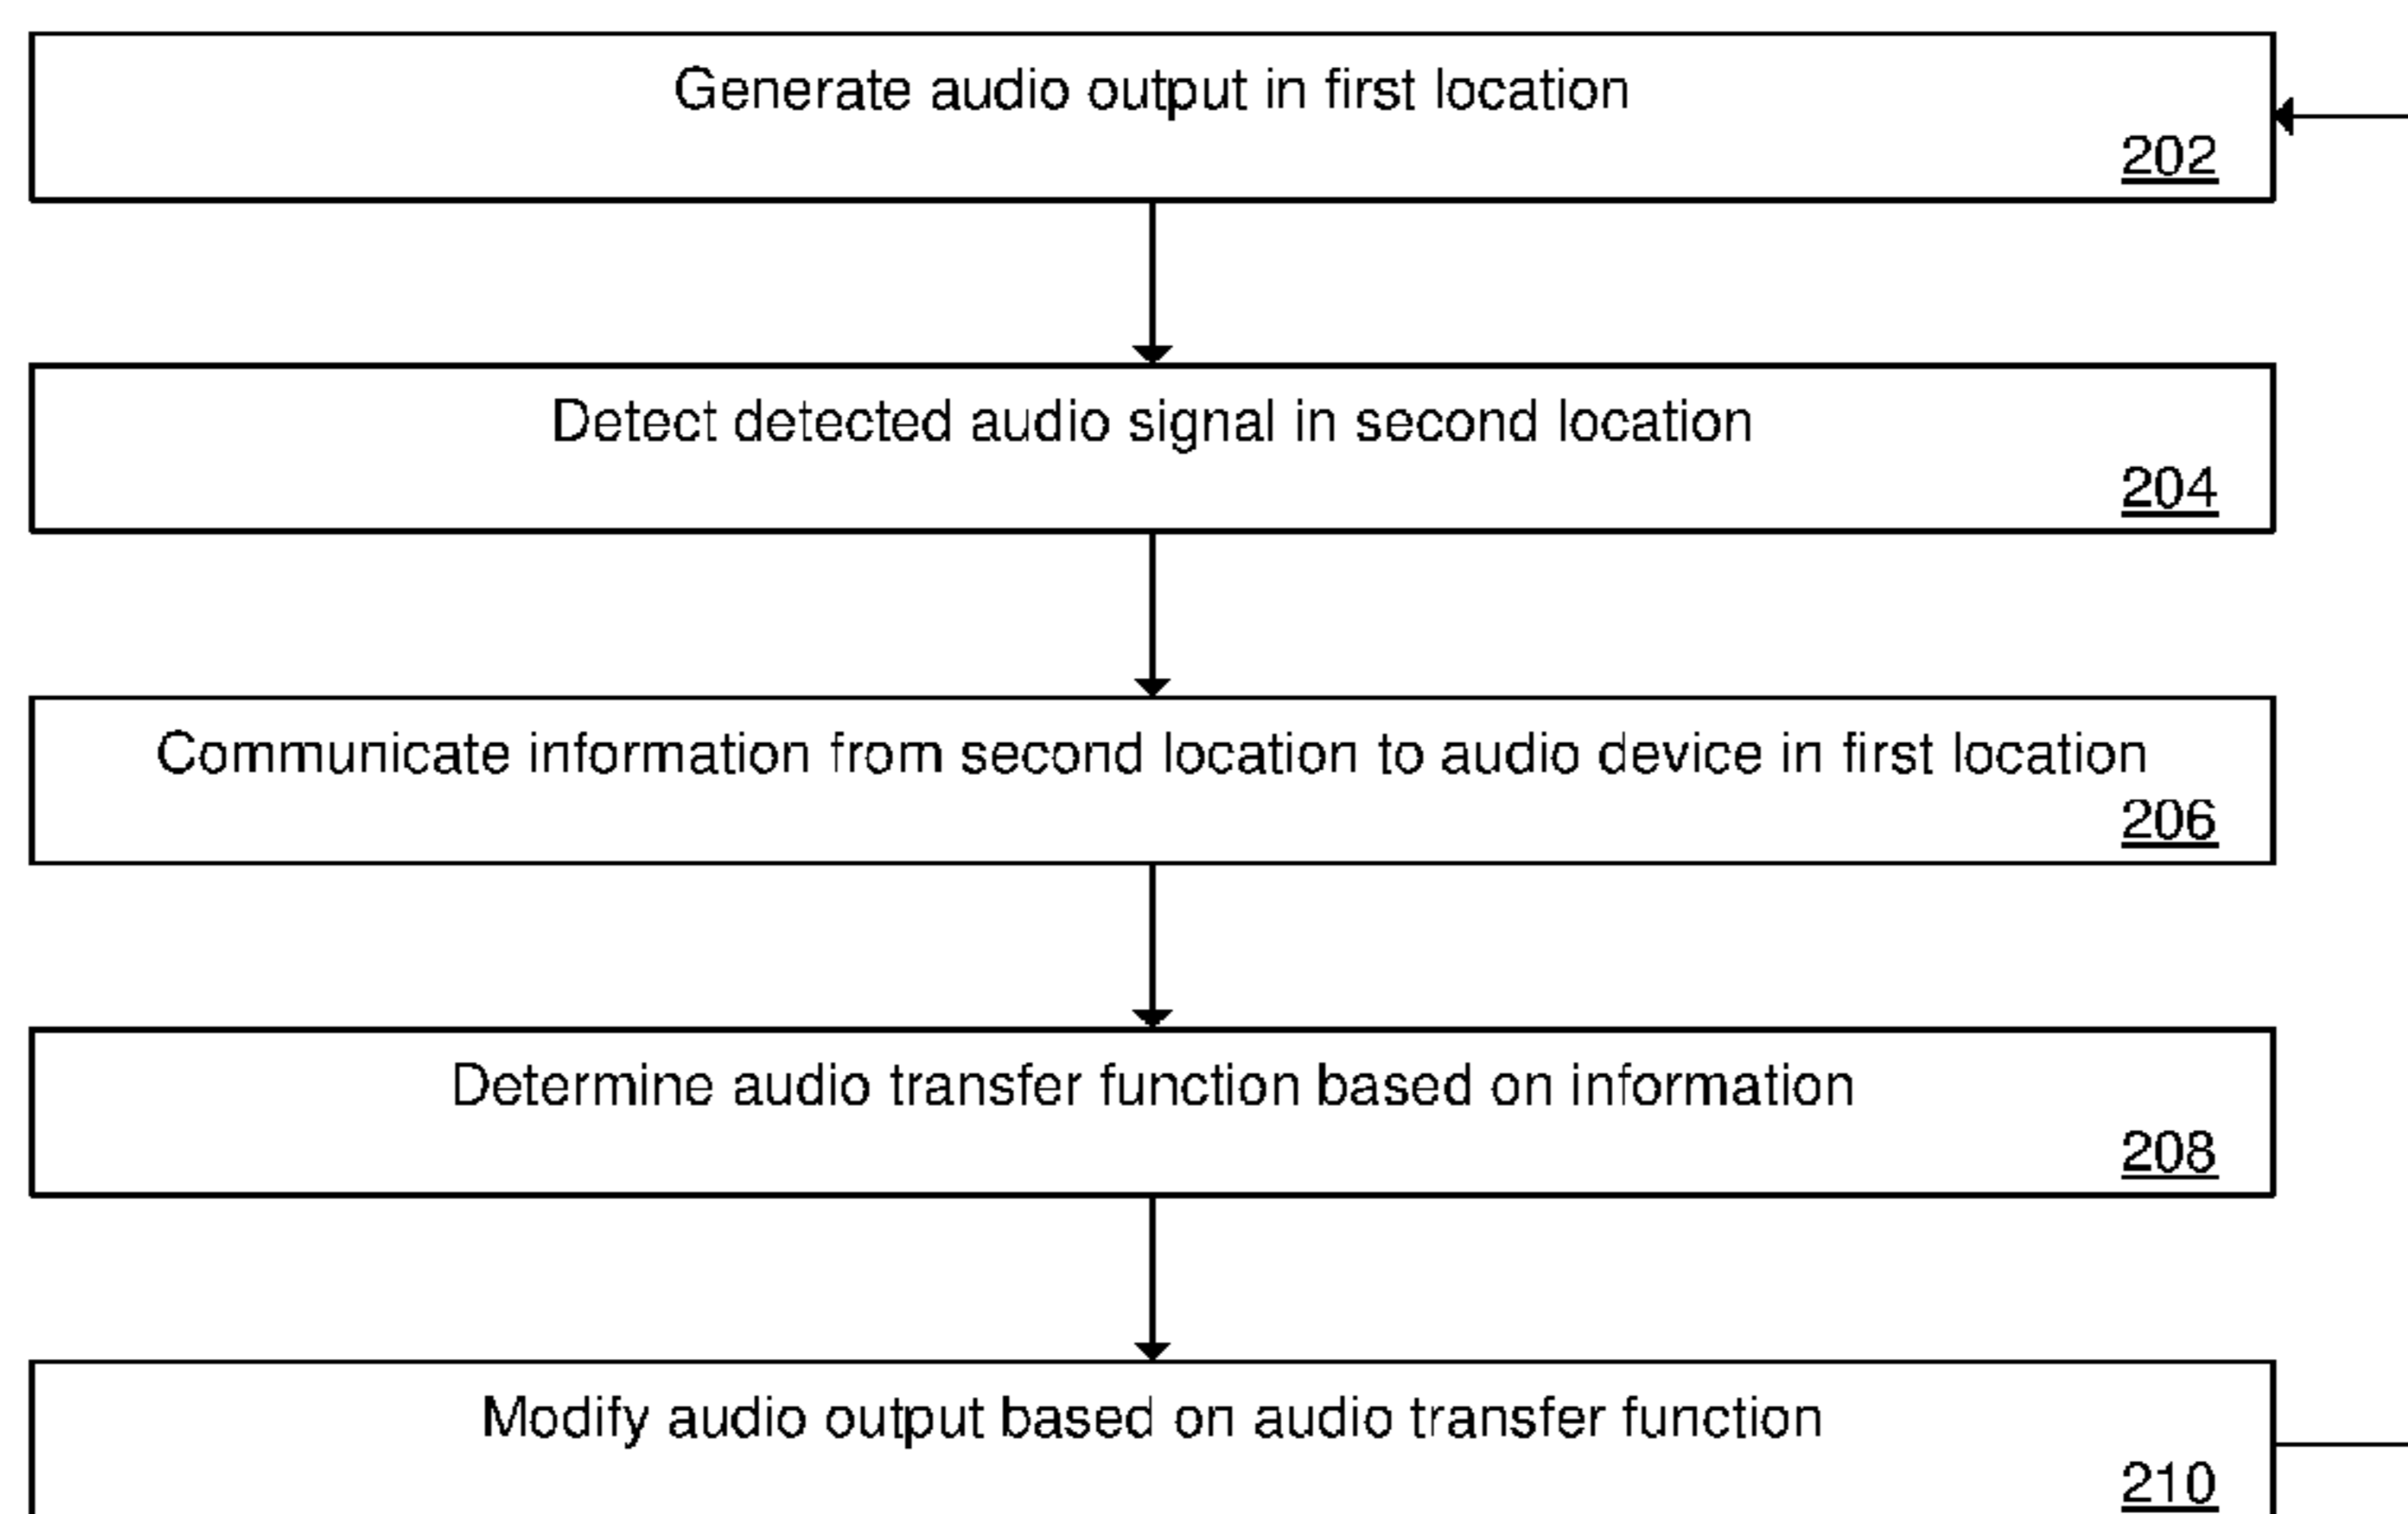 Generate audio output in first location
202
Detect detected audio signal in second location
204
Communicate information from second location to audio device in first location
206
Determine audio transfer function based on information
208
Modify audio output based on audio transfer function
210